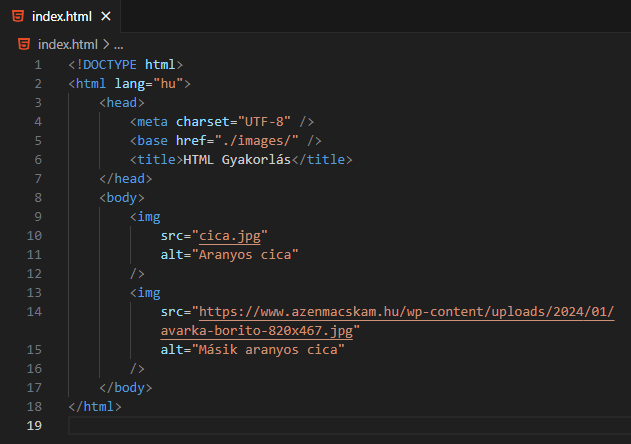 index.html
index.html > ...
1 <!DOCTYPE html>
2 <html lang="hu">
3 <head>
4 <meta charset="UTF-8" />
5 <base href="./images/" />
6 <title>HTML Gyakorlás</title>
7 </head>
8 <body>
9 <img
10 src="cica.jpg"
11 alt="Aranyos cica"
12 />
13 <img
14 src="https://www.azenmacskam.hu/wp-content/uploads/2024/01/
avarka-borito-820x467.jpg"
15 alt="Másik aranyos cica"
16 />
17 </body>
18 </html>
19